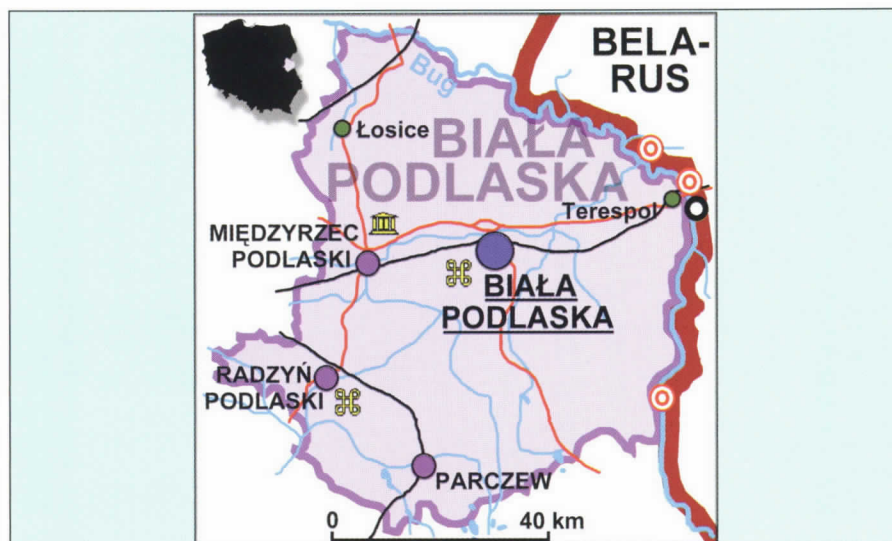 BELA-
RUS
Bug
Łosice
BIAŁA
PODLASKA
Terespol
MIĘDZYRZEC
PODLASKI
BIAŁA
PODLASKA
RADZYŃ
PODLASKI
PARCZEW
0 40 km